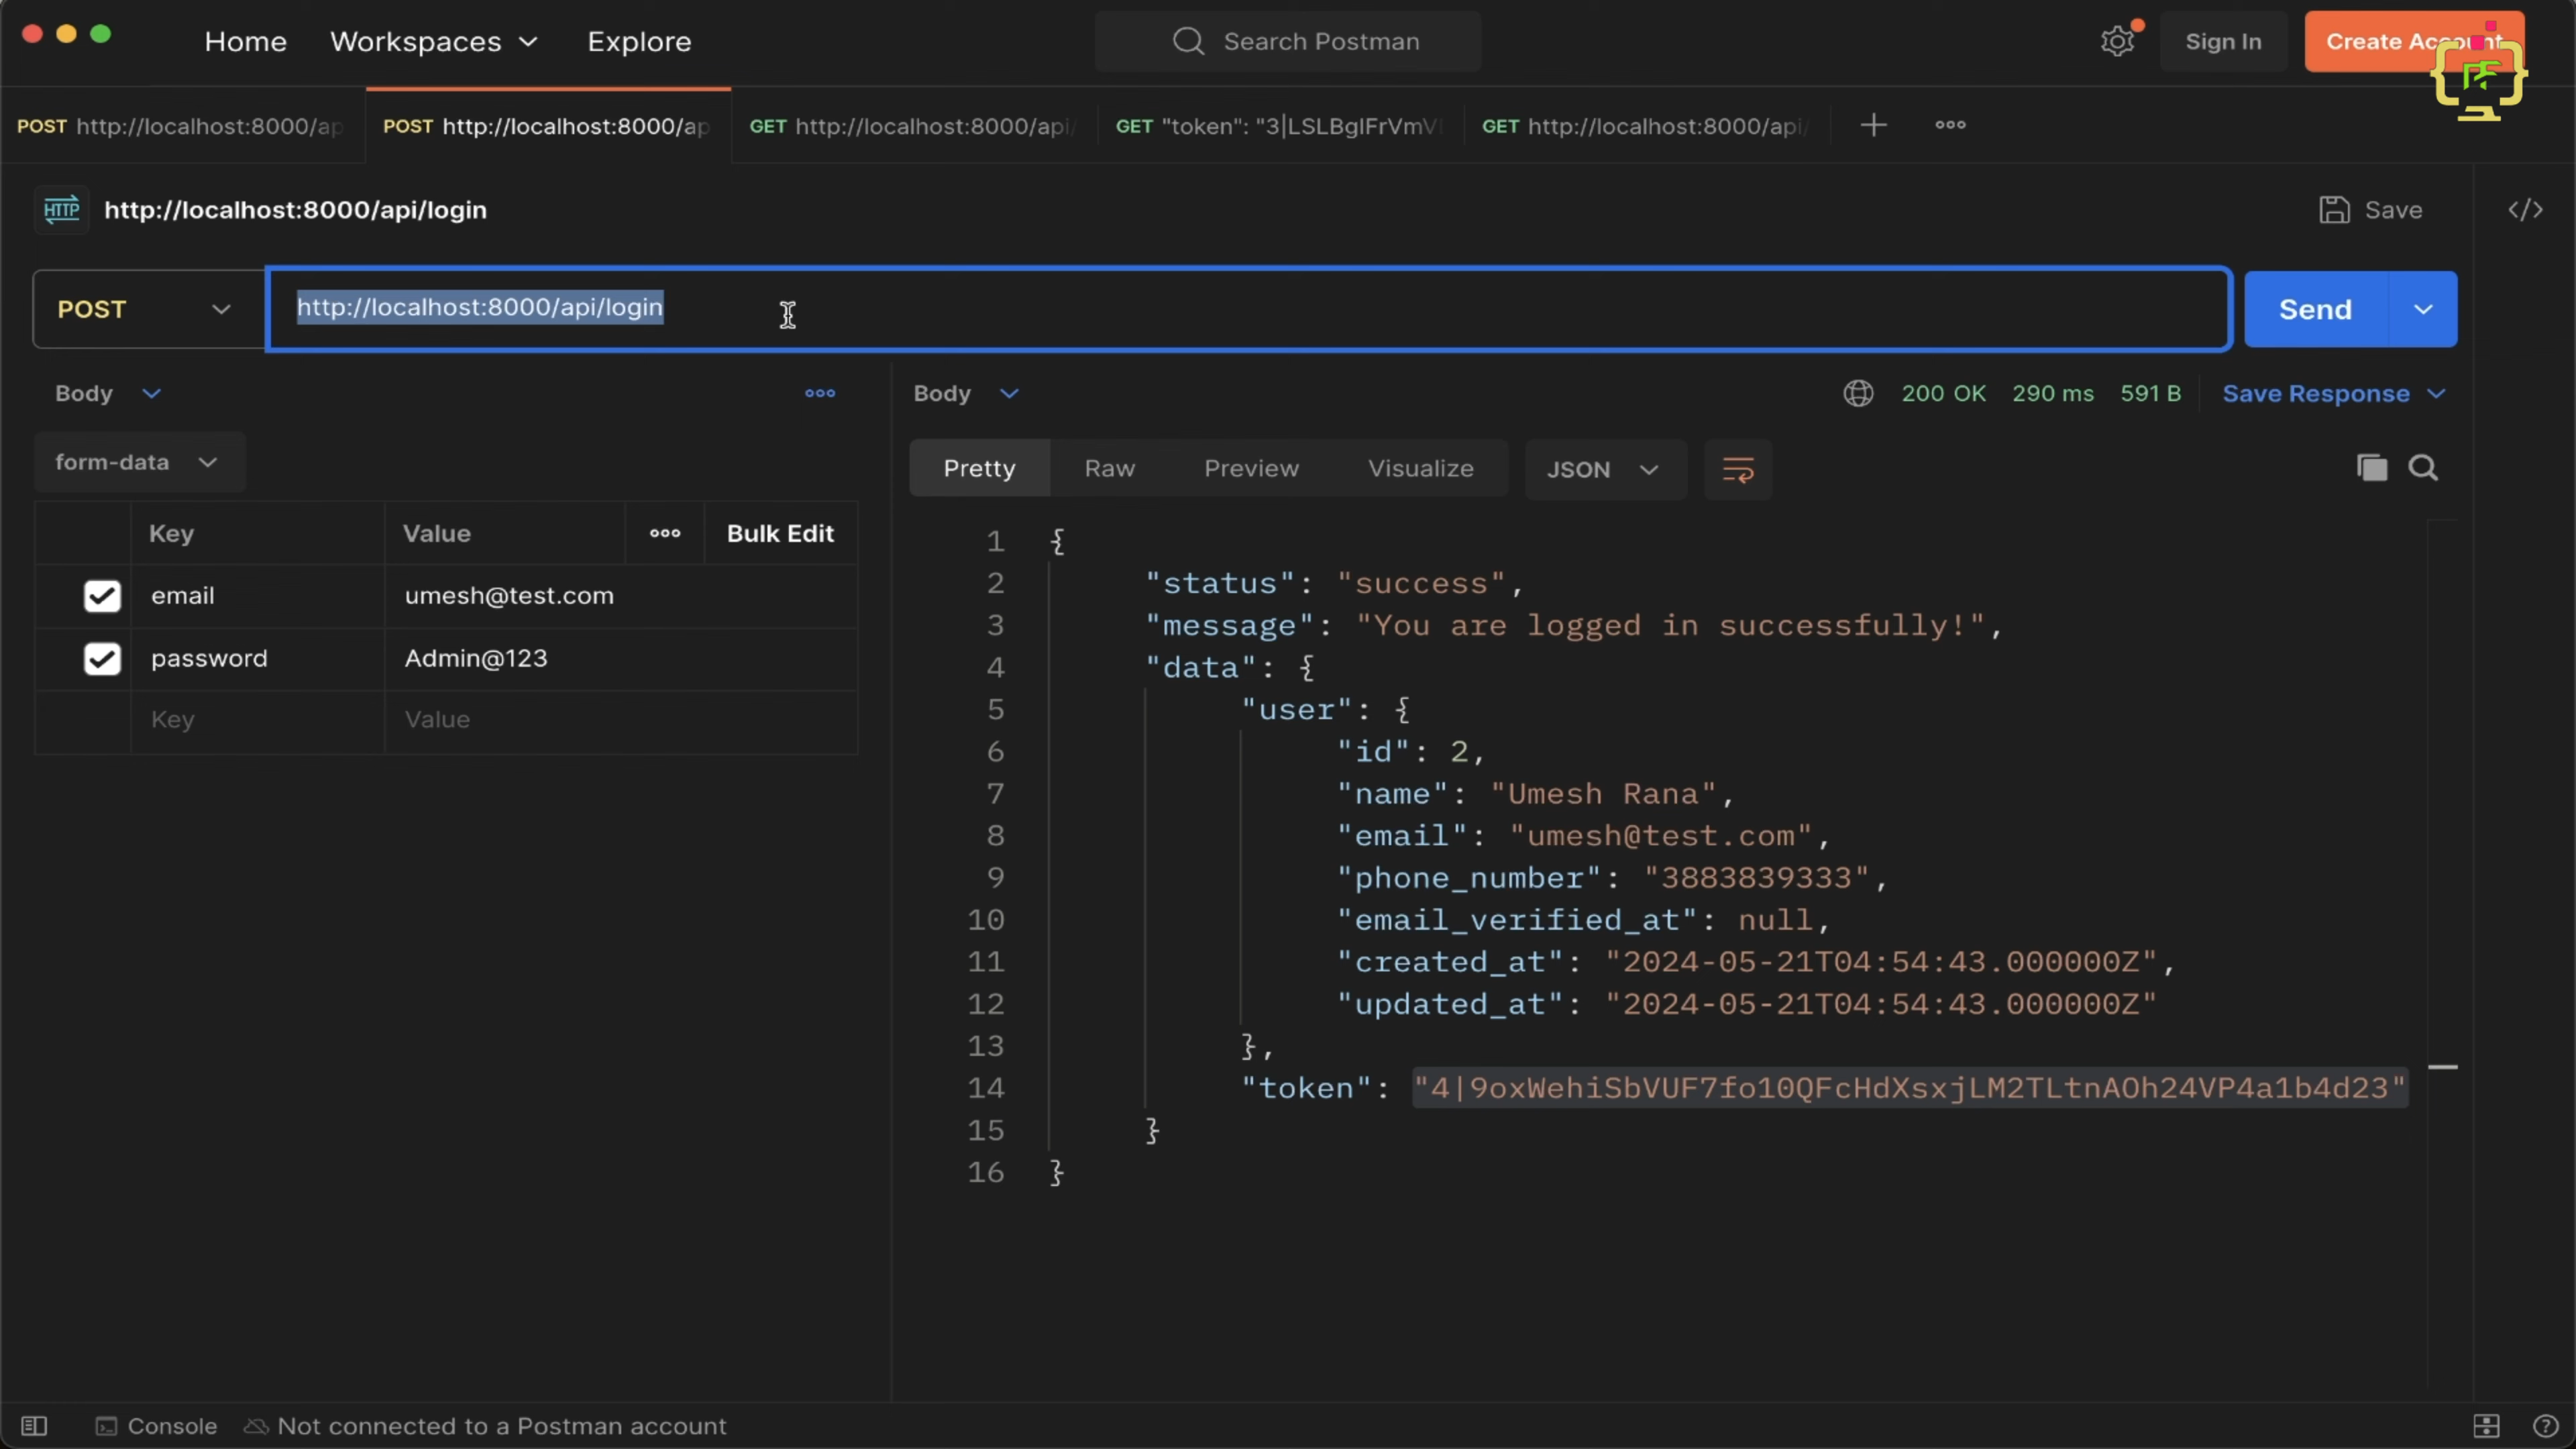 Home Workspaces Explore Search Postman Sign In Create Account
POST http://localhost:8000/ap POST http://localhost:8000/ap GET http://localhost:8000/api/ GET "token": "3|LSLBglFrVmV GET http://localhost:8000/api/
HTTP http://localhost:8000/api/login Save </>
POST http://localhost:8000/api/login Send
Body Body 200 OK 290 ms 591 B Save Response
form-data Pretty Raw Preview Visualize JSON
Key Value Bulk Edit
email umesh@test.com
password Admin@123
Key Value
1 {
2 "status": "success",
3 "message": "You are logged in successfully!",
4 "data": {
5 "user": {
6 "id": 2,
7 "name": "Umesh Rana",
8 "email": "umesh@test.com",
9 "phone_number": "3883839333",
10 "email_verified_at": null,
11 "created_at": "2024-05-21T04:54:43.000000Z",
12 "updated_at": "2024-05-21T04:54:43.000000Z"
13 },
14 "token": "4|9oxWehiSbVUF7fo10QFcHdXsxjLM2TLtnAOh24VP4a1b4d23"
15 }
16 }
Console Not connected to a Postman account